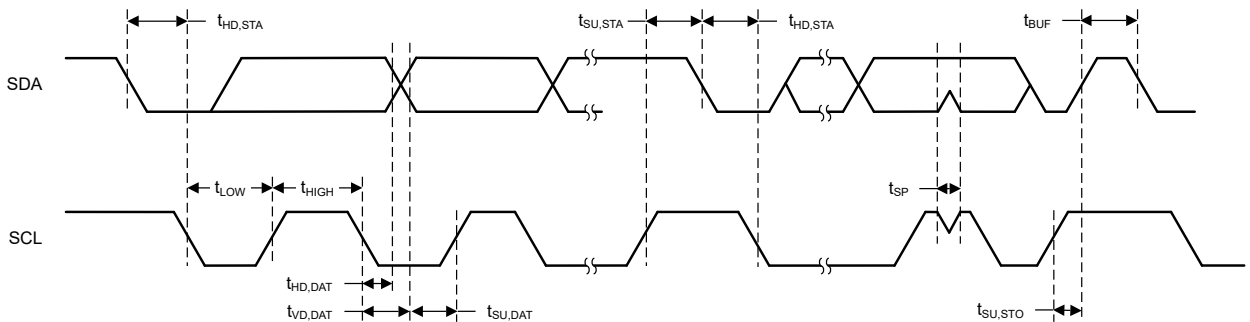 tHD,STA
tSU,STA
tHD,STA
tBUF
SDA
tLOW
tHIGH
tSP
SCL
tHD,DAT
tVD,DAT
tSU,DAT
tSU,STO